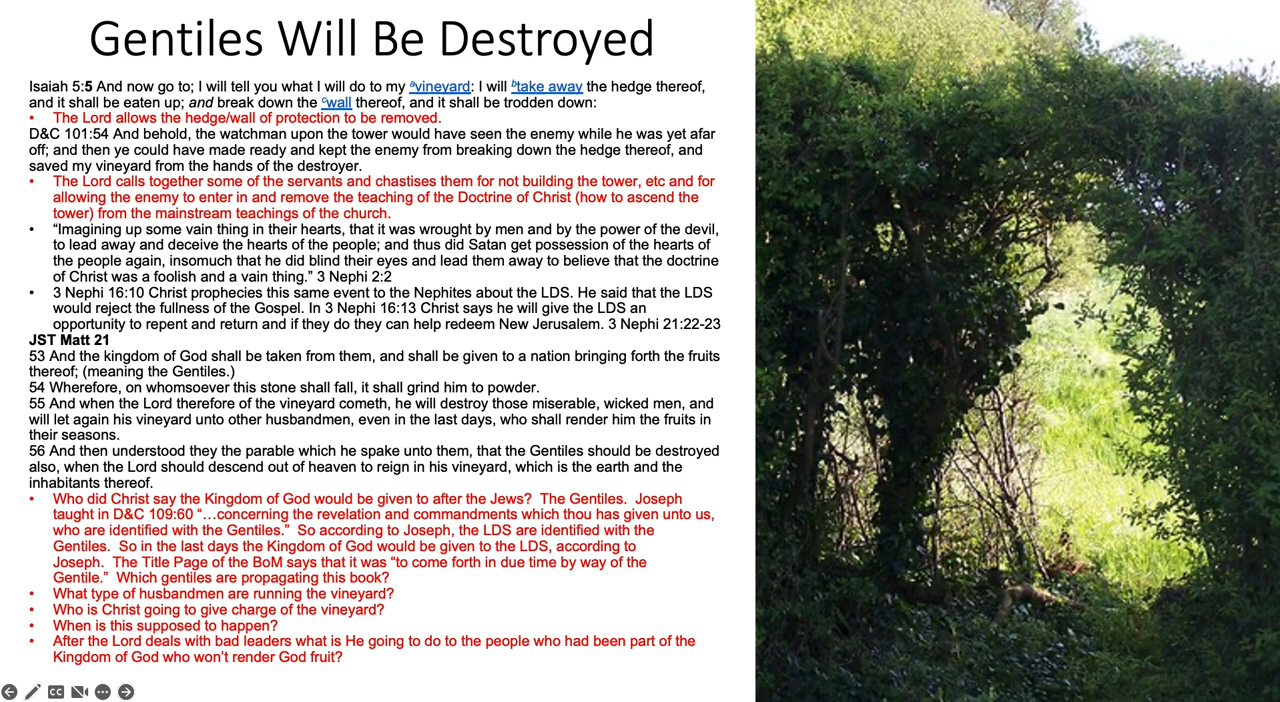 Gentiles Will Be Destroyed
Isaiah 5:5 And now go to; I will tell you what I will do to my avineyard: I will btake away the hedge thereof,
and it shall be eaten up; and break down the cwall thereof, and it shall be trodden down:
• The Lord allows the hedge/wall of protection to be removed.
D&C 101:54 And behold, the watchman upon the tower would have seen the enemy while he was yet afar
off; and then ye could have made ready and kept the enemy from breaking down the hedge thereof, and
saved my vineyard from the hands of the destroyer.
• The Lord calls together some of the servants and chastises them for not building the tower, etc and for
allowing the enemy to enter in and remove the teaching of the Doctrine of Christ (how to ascend the
tower) from the mainstream teachings of the church.
• “Imagining up some vain thing in their hearts, that it was wrought by men and by the power of the devil,
to lead away and deceive the hearts of the people; and thus did Satan get possession of the hearts of
the people again, insomuch that he did blind their eyes and lead them away to believe that the doctrine
of Christ was a foolish and a vain thing.” 3 Nephi 2:2
• 3 Nephi 16:10 Christ prophecies this same event to the Nephites about the LDS. He said that the LDS
would reject the fullness of the Gospel. In 3 Nephi 16:13 Christ says he will give the LDS an
opportunity to repent and return and if they do they can help redeem New Jerusalem. 3 Nephi 21:22-23
JST Matt 21
53 And the kingdom of God shall be taken from them, and shall be given to a nation bringing forth the fruits
thereof; (meaning the Gentiles.)
54 Wherefore, on whomsoever this stone shall fall, it shall grind him to powder.
55 And when the Lord therefore of the vineyard cometh, he will destroy those miserable, wicked men, and
will let again his vineyard unto other husbandmen, even in the last days, who shall render him the fruits in
their seasons.
56 And then understood they the parable which he spake unto them, that the Gentiles should be destroyed
also, when the Lord should descend out of heaven to reign in his vineyard, which is the earth and the
inhabitants thereof.
• Who did Christ say the Kingdom of God would be given to after the Jews? The Gentiles. Joseph
taught in D&C 109:60 “…concerning the revelation and commandments which thou has given unto us,
who are identified with the Gentiles.” So according to Joseph, the LDS are identified with the
Gentiles. So in the last days the Kingdom of God would be given to the LDS, according to
Joseph. The Title Page of the BoM says that it was “to come forth in due time by way of the
Gentile.” Which gentiles are propagating this book?
• What type of husbandmen are running the vineyard?
• Who is Christ going to give charge of the vineyard?
• When is this supposed to happen?
• After the Lord deals with bad leaders what is He going to do to the people who had been part of the
Kingdom of God who won’t render God fruit?
CC